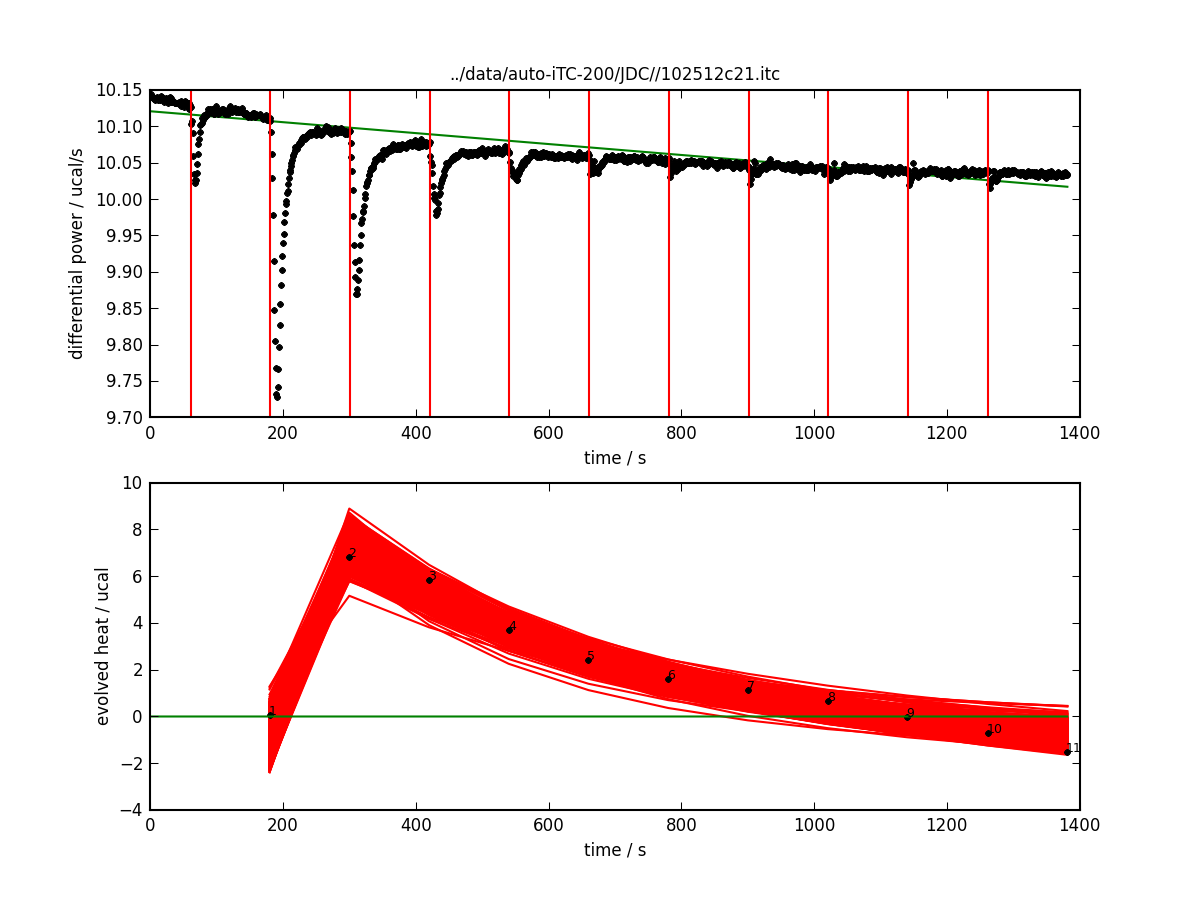 ../data/auto-iTC-200/JDC//102512c21.itc
differential power / ucal/s
10.15
10.10
10.05
10.00
9.95
9.90
9.85
9.80
9.75
9.70
0 200 400 600 800 1000 1200 1400
time / s
evolved heat / ucal
10
8
6
4
2
0
−2
−4
1 2 3 4 5 6 7 8 9 10 11
0 200 400 600 800 1000 1200 1400
time / s